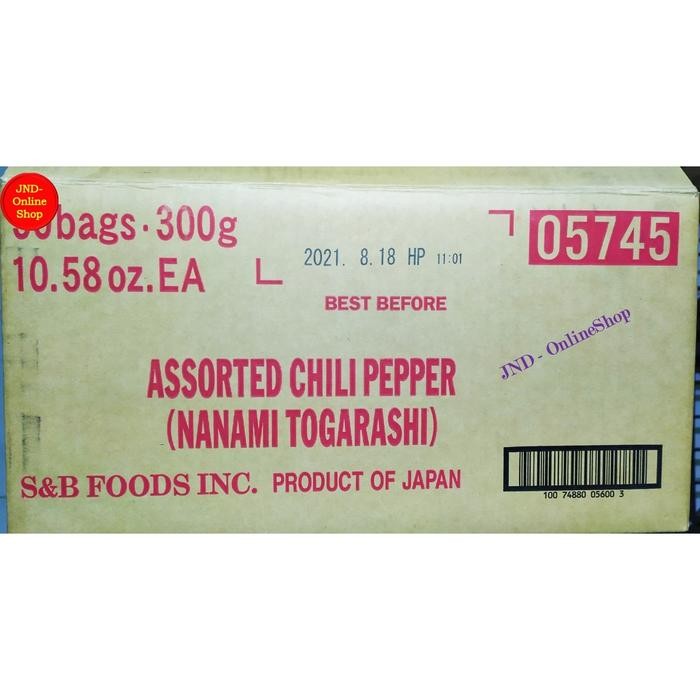 JND-
Online
Shop
bags · 300g
10.58 oz. EA
2021. 8.18 HP 11:01
BEST BEFORE
05745
JND - OnlineShop
ASSORTED CHILI PEPPER
(NANAMI TOGARASHI)
S&B FOODS INC. PRODUCT OF JAPAN
100 74880 05600 3